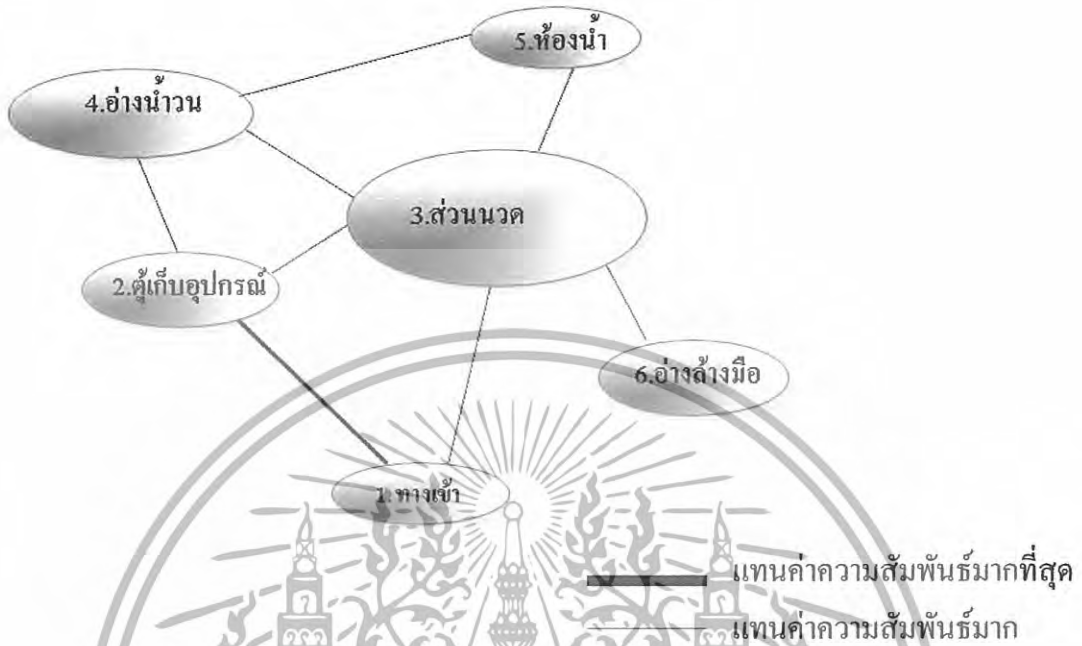 5.ห้องน้ำ
4.อ่างน้ำวน
3.ส่วนนวด
2.ตู้เก็บอุปกรณ์
6.อ่างล้างมือ
1.ทางเข้า
แทนค่าความสัมพันธ์มากที่สุด
แทนค่าความสัมพันธ์มาก